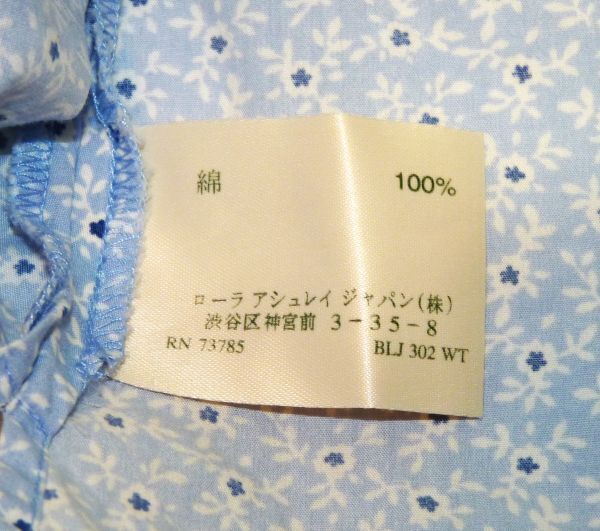 綿 100%
ローラ アシュレイ ジャパン(株)
渋谷区神宮前 3-35-8
RN 73785 BLJ 302 WT